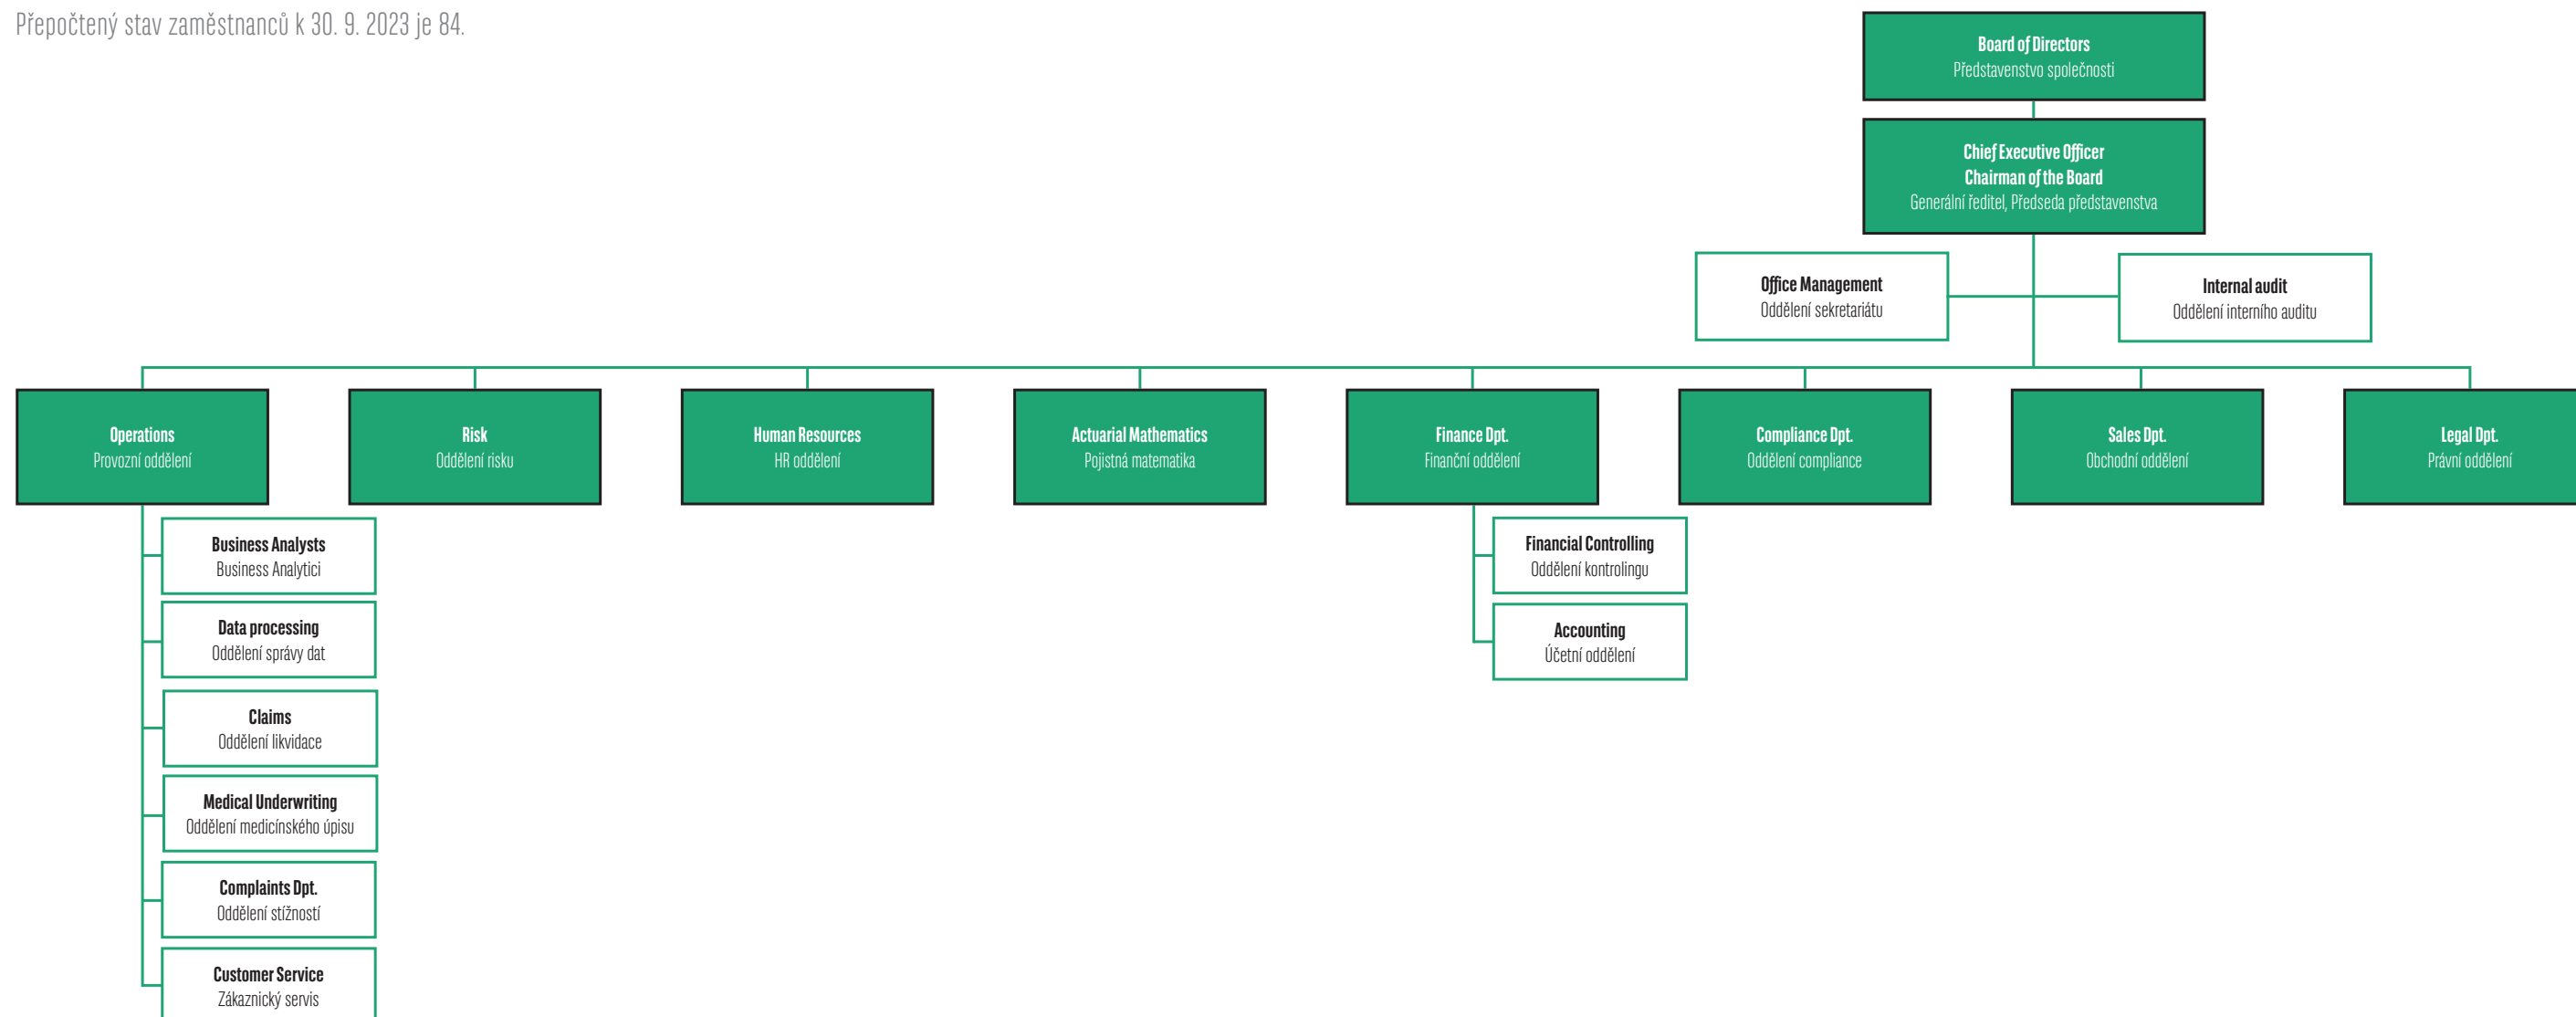 Přepočtený stav zaměstnanců k 30. 9. 2023 je 84.
Board of Directors
Představenstvo společnosti
Chief Executive Officer
Chairman of the Board
Generální ředitel, Předseda představenstva
Office Management
Oddělení sekretariátu
Internal audit
Oddělení interního auditu
Operations
Provozní oddělení
Risk
Oddělení risku
Human Resources
HR oddělení
Actuarial Mathematics
Pojistná matematika
Finance Dpt.
Finanční oddělení
Compliance Dpt.
Oddělení compliance
Sales Dpt.
Obchodní oddělení
Legal Dpt.
Právní oddělení
Business Analysts
Business Analytici
Data processing
Oddělení správy dat
Claims
Oddělení likvidace
Medical Underwriting
Oddělení medicínského úpisu
Complaints Dpt.
Oddělení stížností
Customer Service
Zákaznický servis
Financial Controlling
Oddělení kontrolingu
Accounting
Účetní oddělení